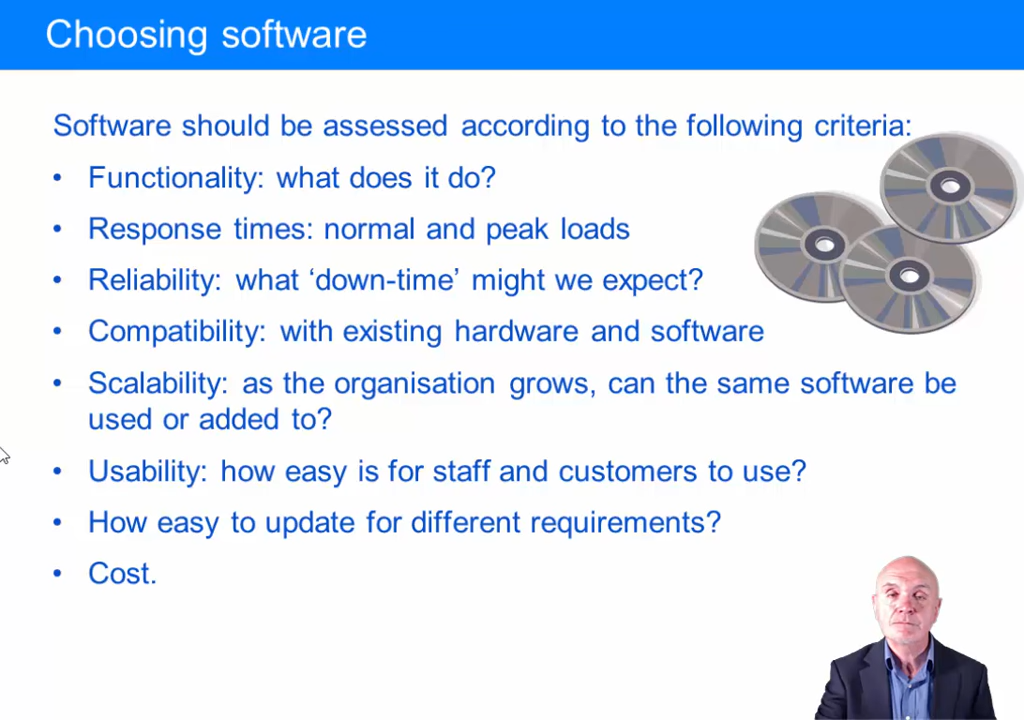 Choosing software
Software should be assessed according to the following criteria:
• Functionality: what does it do?
• Response times: normal and peak loads
• Reliability: what ‘down-time’ might we expect?
• Compatibility: with existing hardware and software
• Scalability: as the organisation grows, can the same software be
used or added to?
• Usability: how easy is for staff and customers to use?
• How easy to update for different requirements?
• Cost.